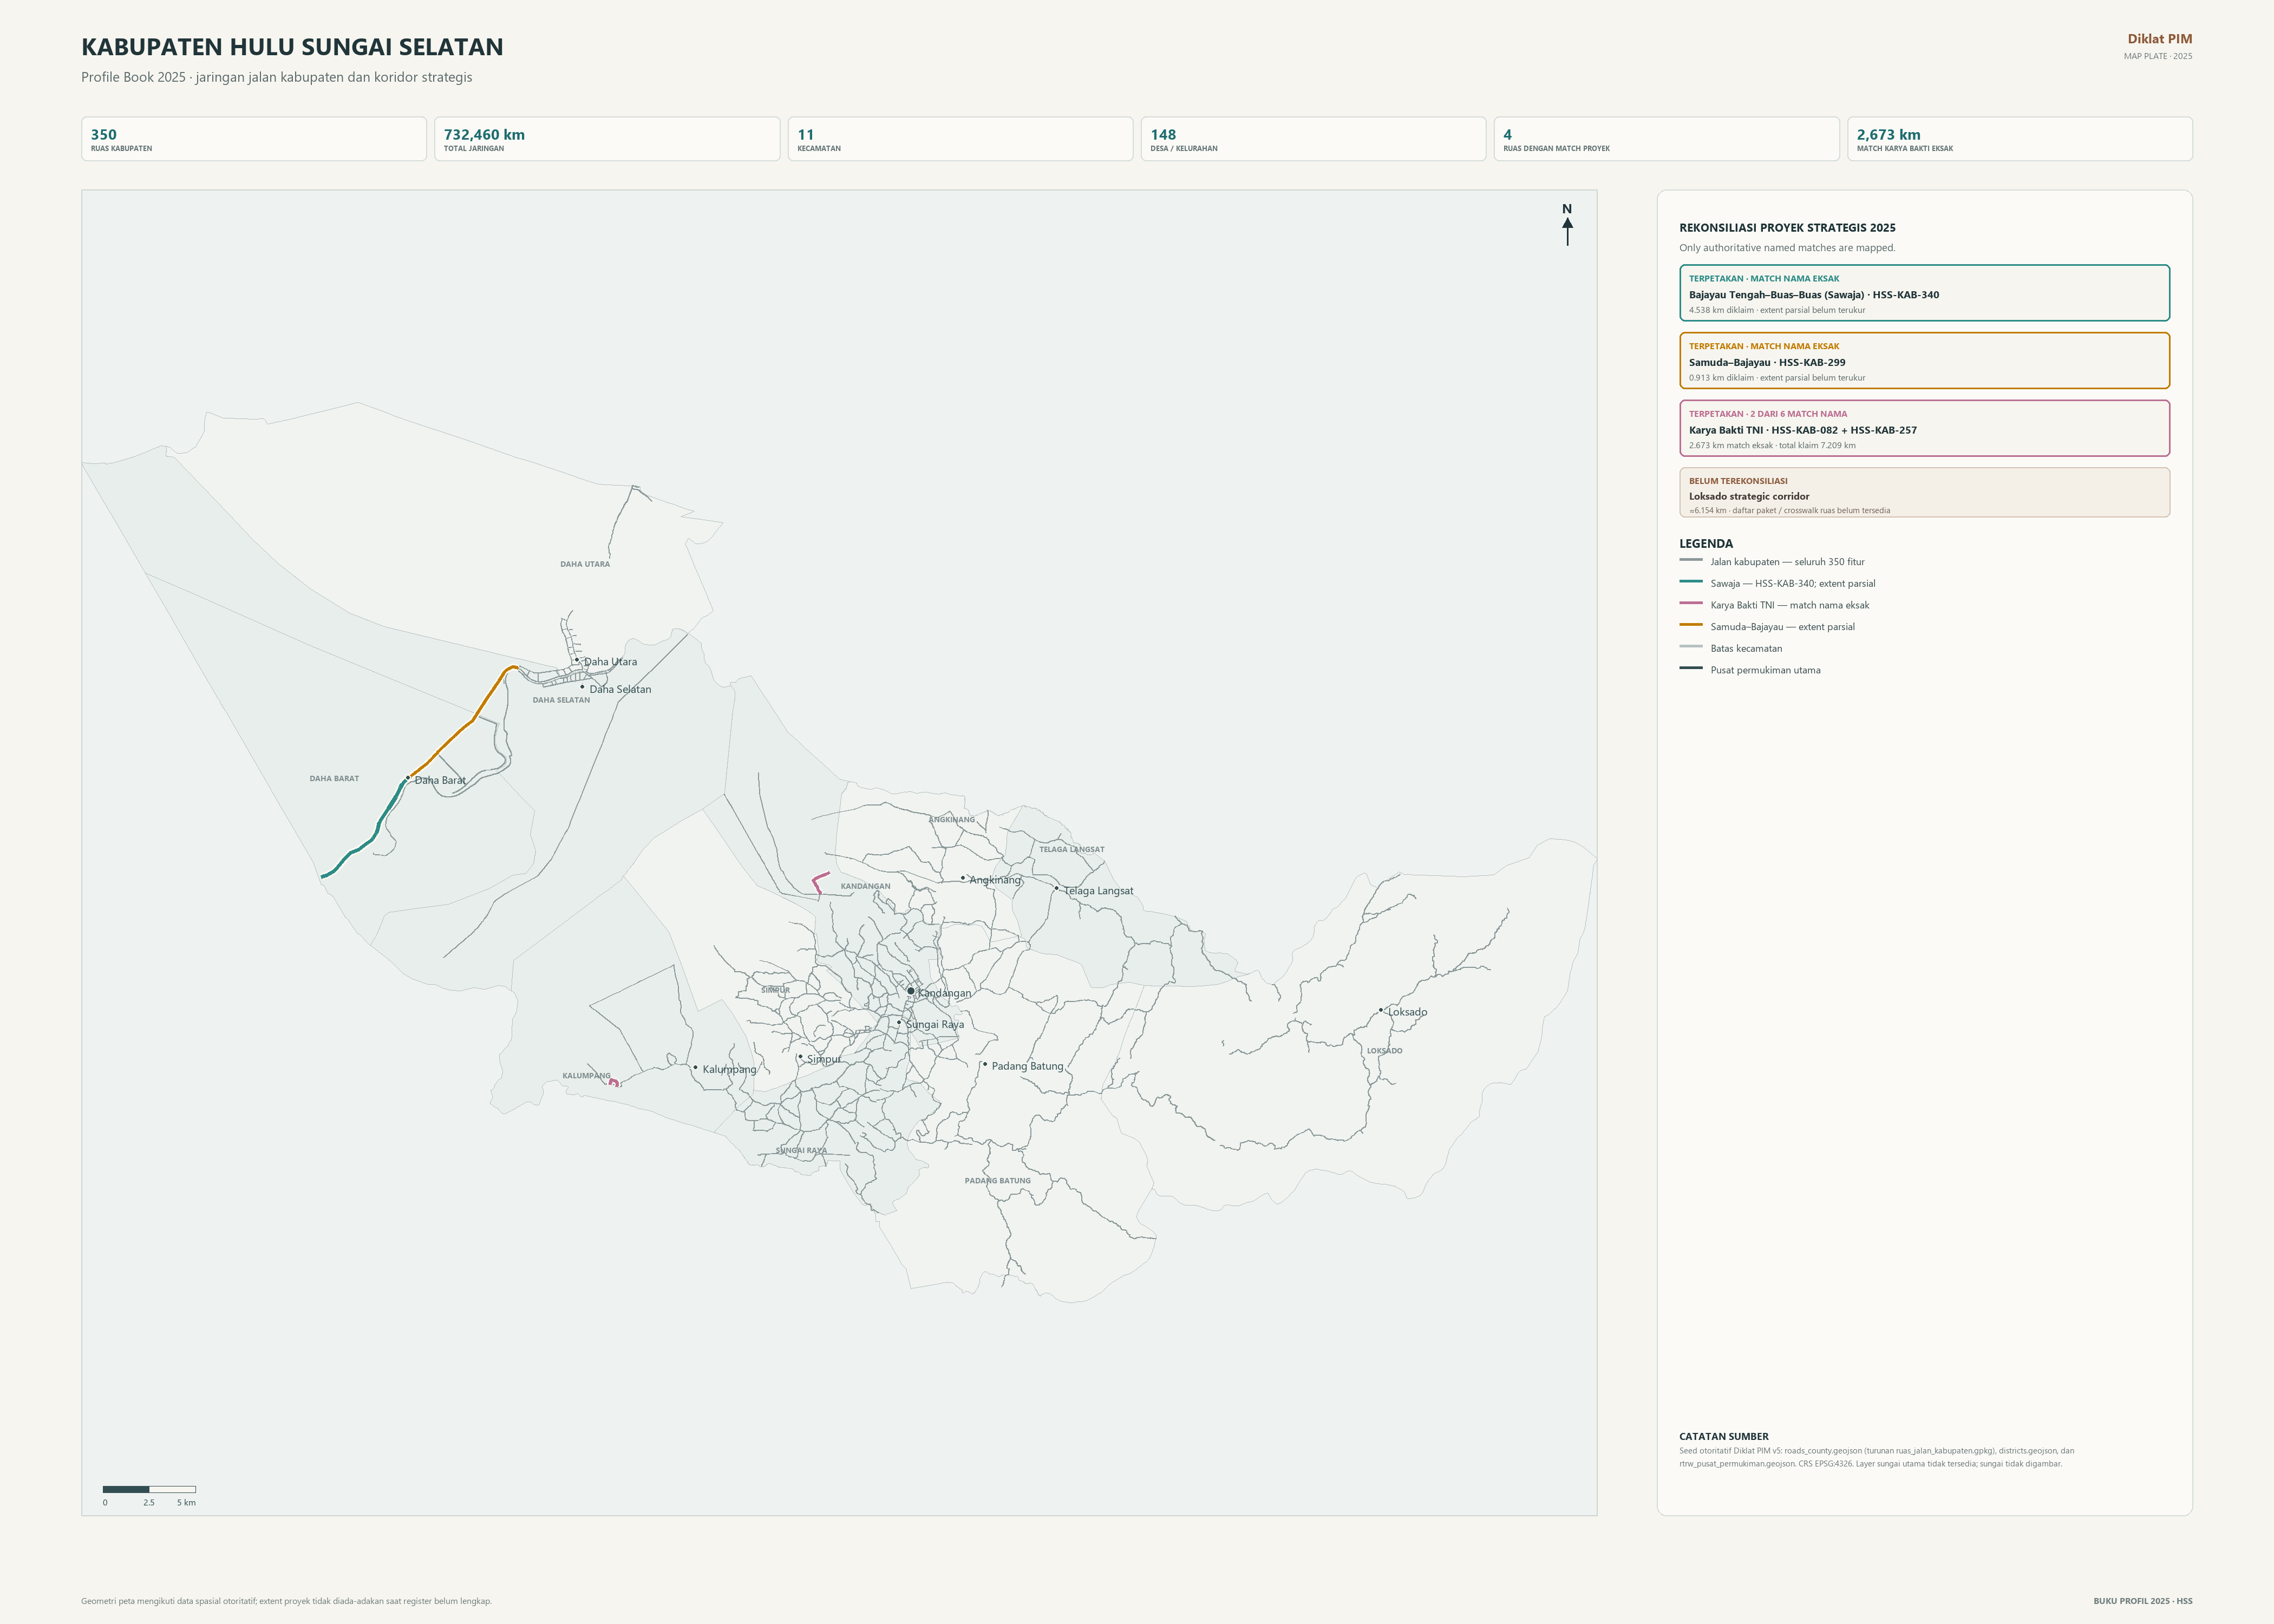 KABUPATEN HULU SUNGAI SELATAN
Profile Book 2025 · jaringan jalan kabupaten dan koridor strategis
Diklat PIM
MAP PLATE · 2025
350
RUAS KABUPATEN
732,460 km
TOTAL JARINGAN
11
KECAMATAN
148
DESA / KELURAHAN
4
RUAS DENGAN MATCH PROYEK
2,673 km
MATCH KARYA BAKTI EKSAK
N
DAHA UTARA
Daha Utara
Daha Selatan
DAHA SELATAN
DAHA BARAT
Daha Barat
ANGKINANG
TELAGA LANGSAT
KANDANGAN
Angkinang
Telaga Langsat
SIMPUR
Kandangan
Loksado
Sungai Raya
LOKSADO
Simpur
Padang Batung
Kalumpang
KALUMPANG
SUNGAI RAYA
PADANG BATUNG
0 2.5 5 km
REKONSILIASI PROYEK STRATEGIS 2025
Only authoritative named matches are mapped.
TERPETAKAN · MATCH NAMA EKSAK
Bajayau Tengah–Buas–Buas (Sawaja) · HSS-KAB-340
4.538 km diklaim · extent parsial belum terukur
TERPETAKAN · MATCH NAMA EKSAK
Samuda–Bajayau · HSS-KAB-299
0.913 km diklaim · extent parsial belum terukur
TERPETAKAN · 2 DARI 6 MATCH NAMA
Karya Bakti TNI · HSS-KAB-082 + HSS-KAB-257
2.673 km match eksak · total klaim 7.209 km
BELUM TEREKONSILIASI
Loksado strategic corridor
≈6.154 km · daftar paket / crosswalk ruas belum tersedia
LEGENDA
Jalan kabupaten — seluruh 350 fitur
Sawaja — HSS-KAB-340; extent parsial
Karya Bakti TNI — match nama eksak
Samuda–Bajayau — extent parsial
Batas kecamatan
Pusat permukiman utama
CATATAN SUMBER
Seed otoritatif Diklat PIM v5: roads_county.geojson (turunan ruas_jalan_kabupaten.gpkg), districts.geojson, dan
rtrw_pusat_permukiman.geojson. CRS EPSG:4326. Layer sungai utama tidak tersedia; sungai tidak digambar.
Geometri peta mengikuti data spasial otoritatif; extent proyek tidak diada-adakan saat register belum lengkap.
BUKU PROFIL 2025 · HSS